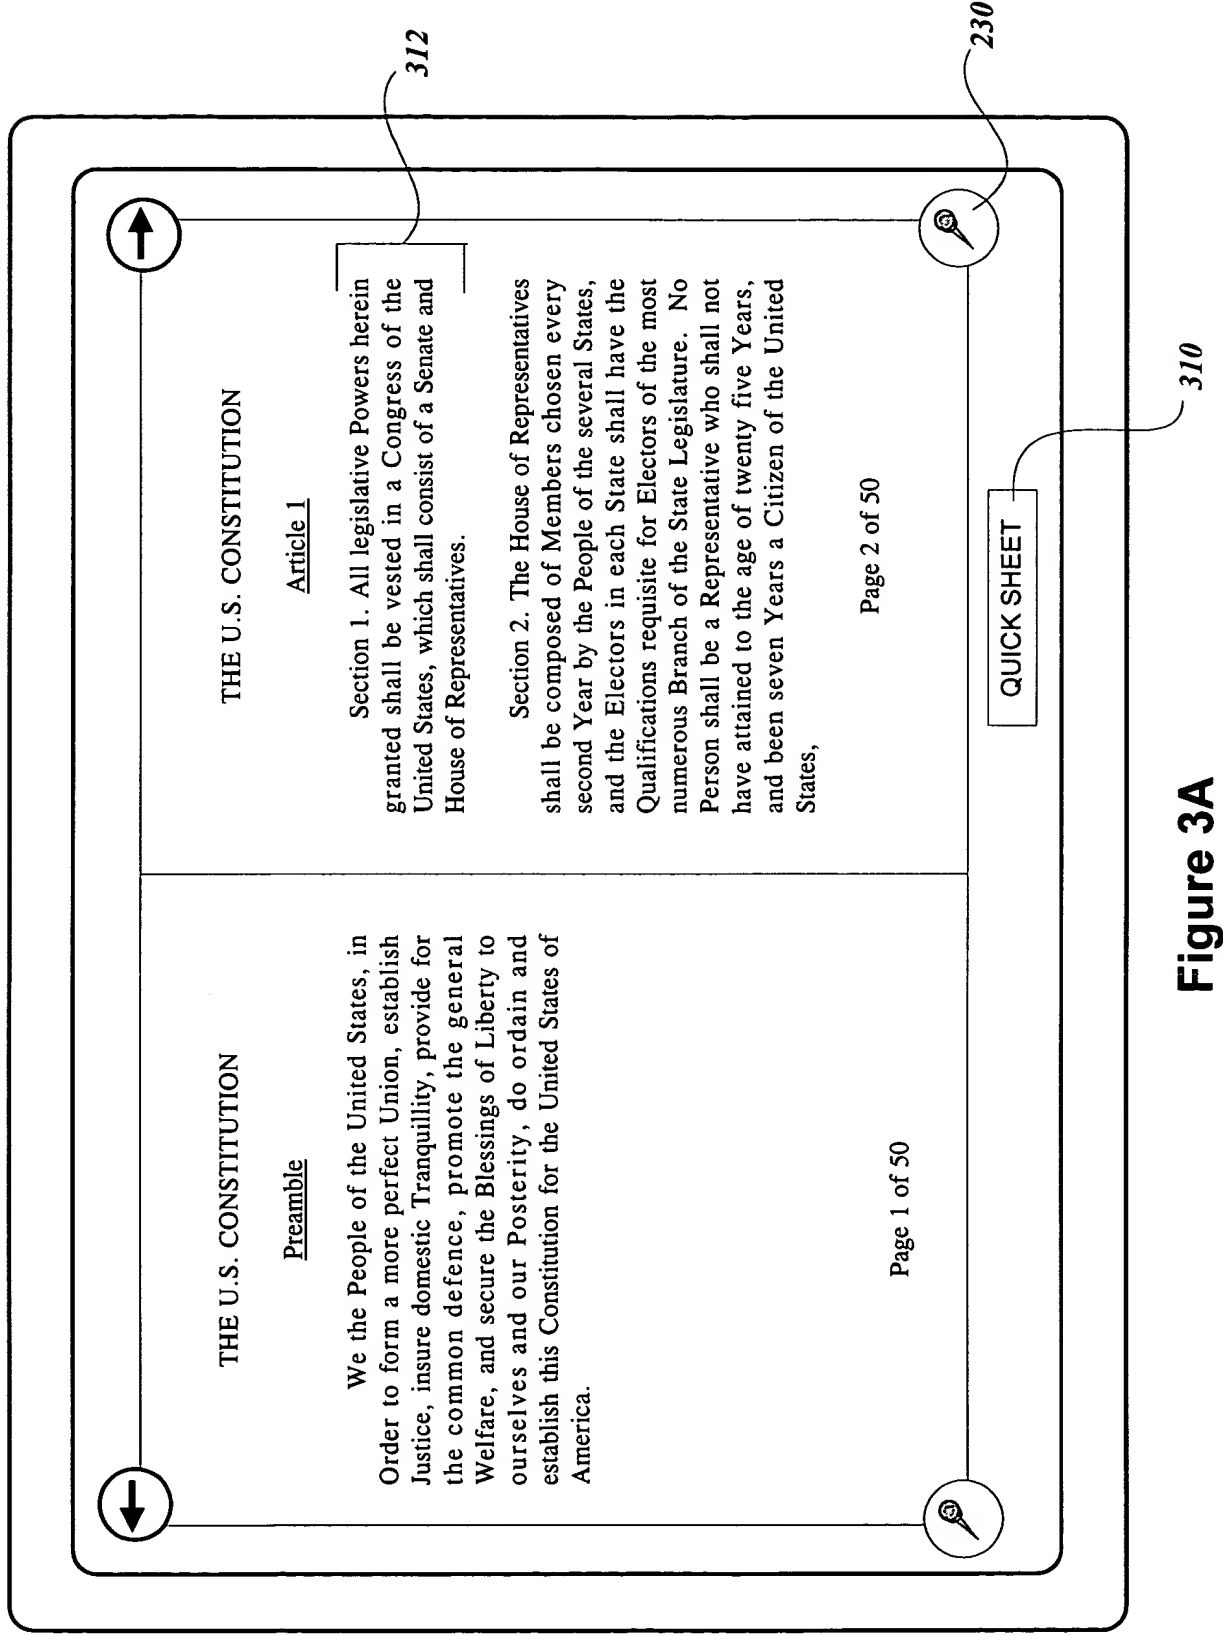 312
230
THE U.S. CONSTITUTION
Preamble
We the People of the United States, in
Order to form a more perfect Union, establish
Justice, insure domestic Tranquillity, provide for
the common defence, promote the general
Welfare, and secure the Blessings of Liberty to
ourselves and our Posterity, do ordain and
establish this Constitution for the United States of
America.
Page 1 of 50
THE U.S. CONSTITUTION
Article 1
Section 1. All legislative Powers herein
granted shall be vested in a Congress of the
United States, which shall consist of a Senate and
House of Representatives.
Section 2. The House of Representatives
shall be composed of Members chosen every
second Year by the People of the several States,
and the Electors in each State shall have the
Qualifications requisite for Electors of the most
numerous Branch of the State Legislature. No
Person shall be a Representative who shall not
have attained to the age of twenty five Years,
and been seven Years a Citizen of the United
States,
Page 2 of 50
QUICK SHEET
310
Figure 3A